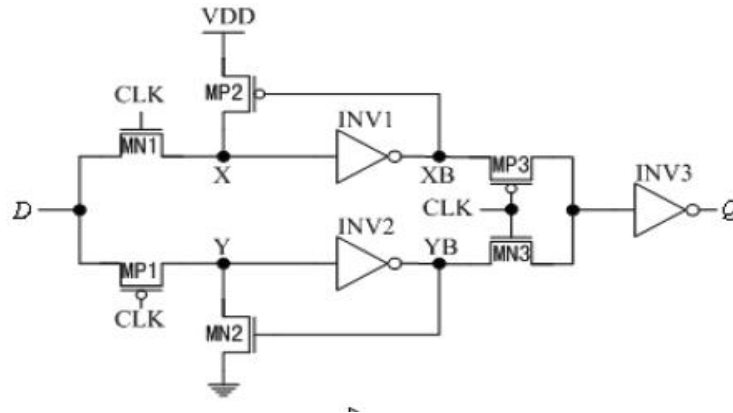 VDD
CLK
MP2
INV1
MN1
X
XB
MP3
INV3
D
CLK
Q
INV2
Y
YB
MP1
MN3
CLK
MN2